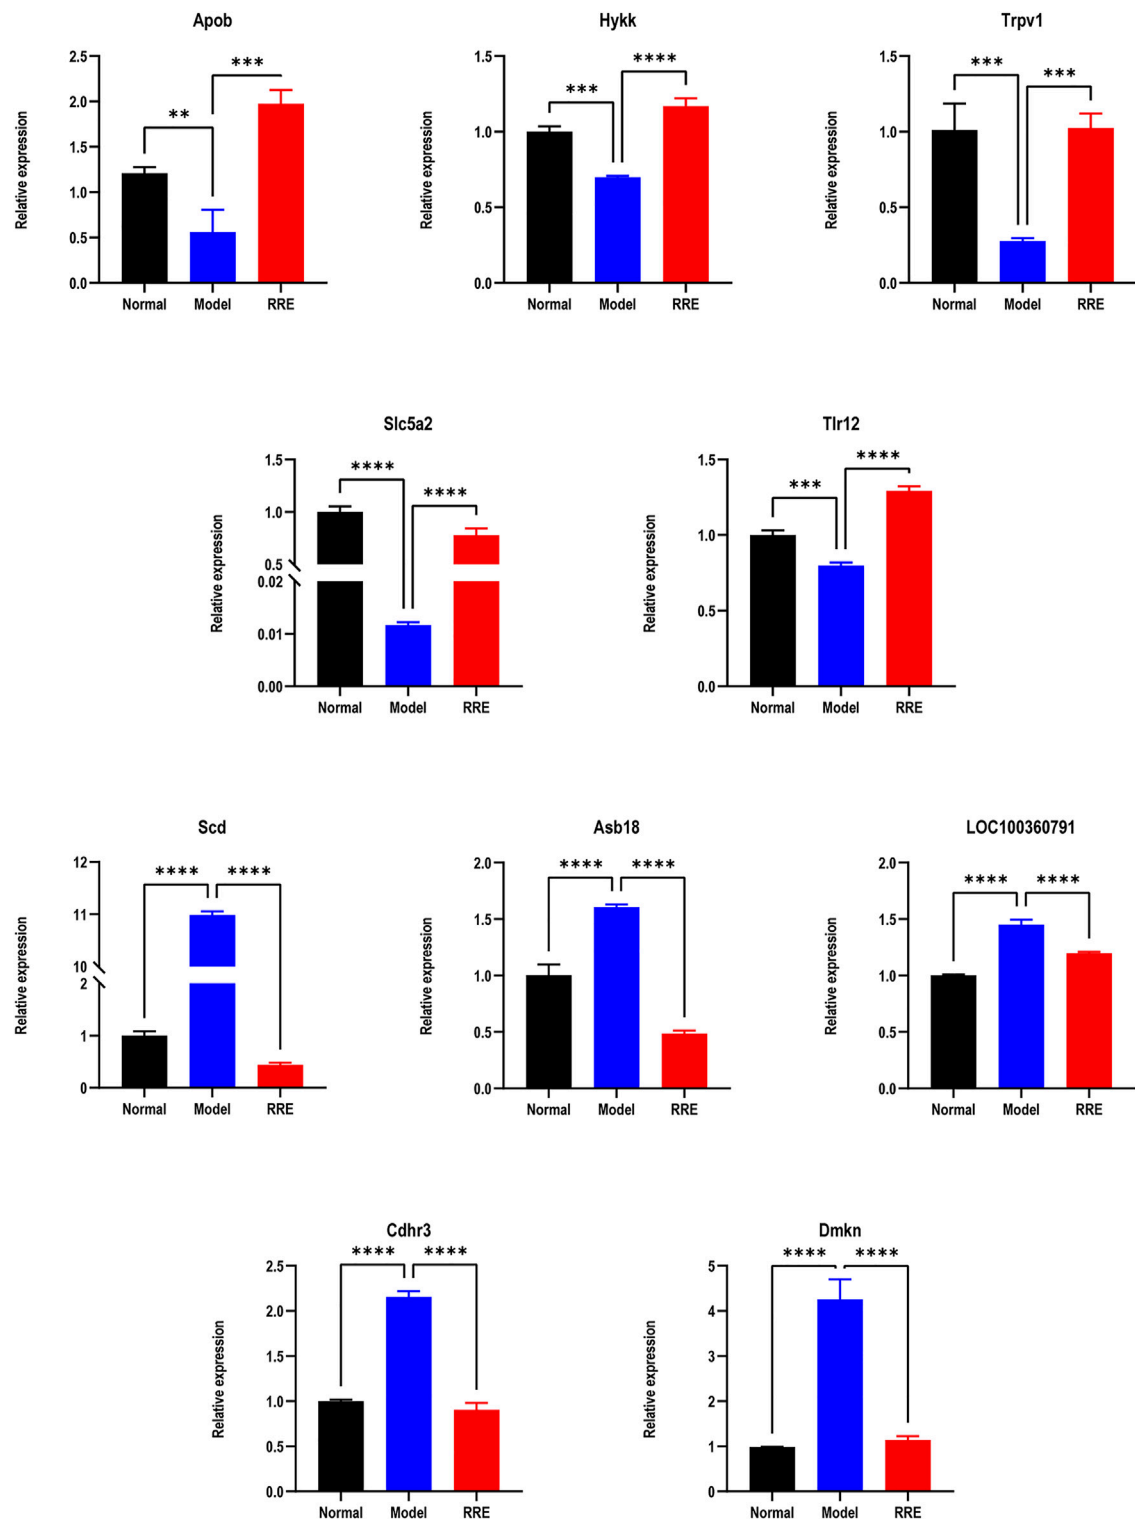 Apob
Relative expression
2.5
2.0
1.5
1.0
0.5
0.0
**
***
Normal Model RRE
Hykk
Relative expression
1.5
1.0
0.5
0.0
***
****
Normal Model RRE
Trpv1
Relative expression
1.5
1.0
0.5
0.0
***
***
Normal Model RRE
Slc5a2
Relative expression
1.5
1.0
0.5
0.02
0.01
0.00
****
****
Normal Model RRE
Tlr12
Relative expression
1.5
1.0
0.5
0.0
***
****
Normal Model RRE
Scd
Relative expression
12
11
10
2
1
0
****
****
Normal Model RRE
Asb18
Relative expression
2.0
1.5
1.0
0.5
0.0
****
****
Normal Model RRE
LOC100360791
Relative expression
2.0
1.5
1.0
0.5
0.0
****
****
Normal Model RRE
Cdhr3
Relative expression
2.5
2.0
1.5
1.0
0.5
0.0
****
****
Normal Model RRE
Dmkn
Relative expression
5
4
3
2
1
0
****
****
Normal Model RRE